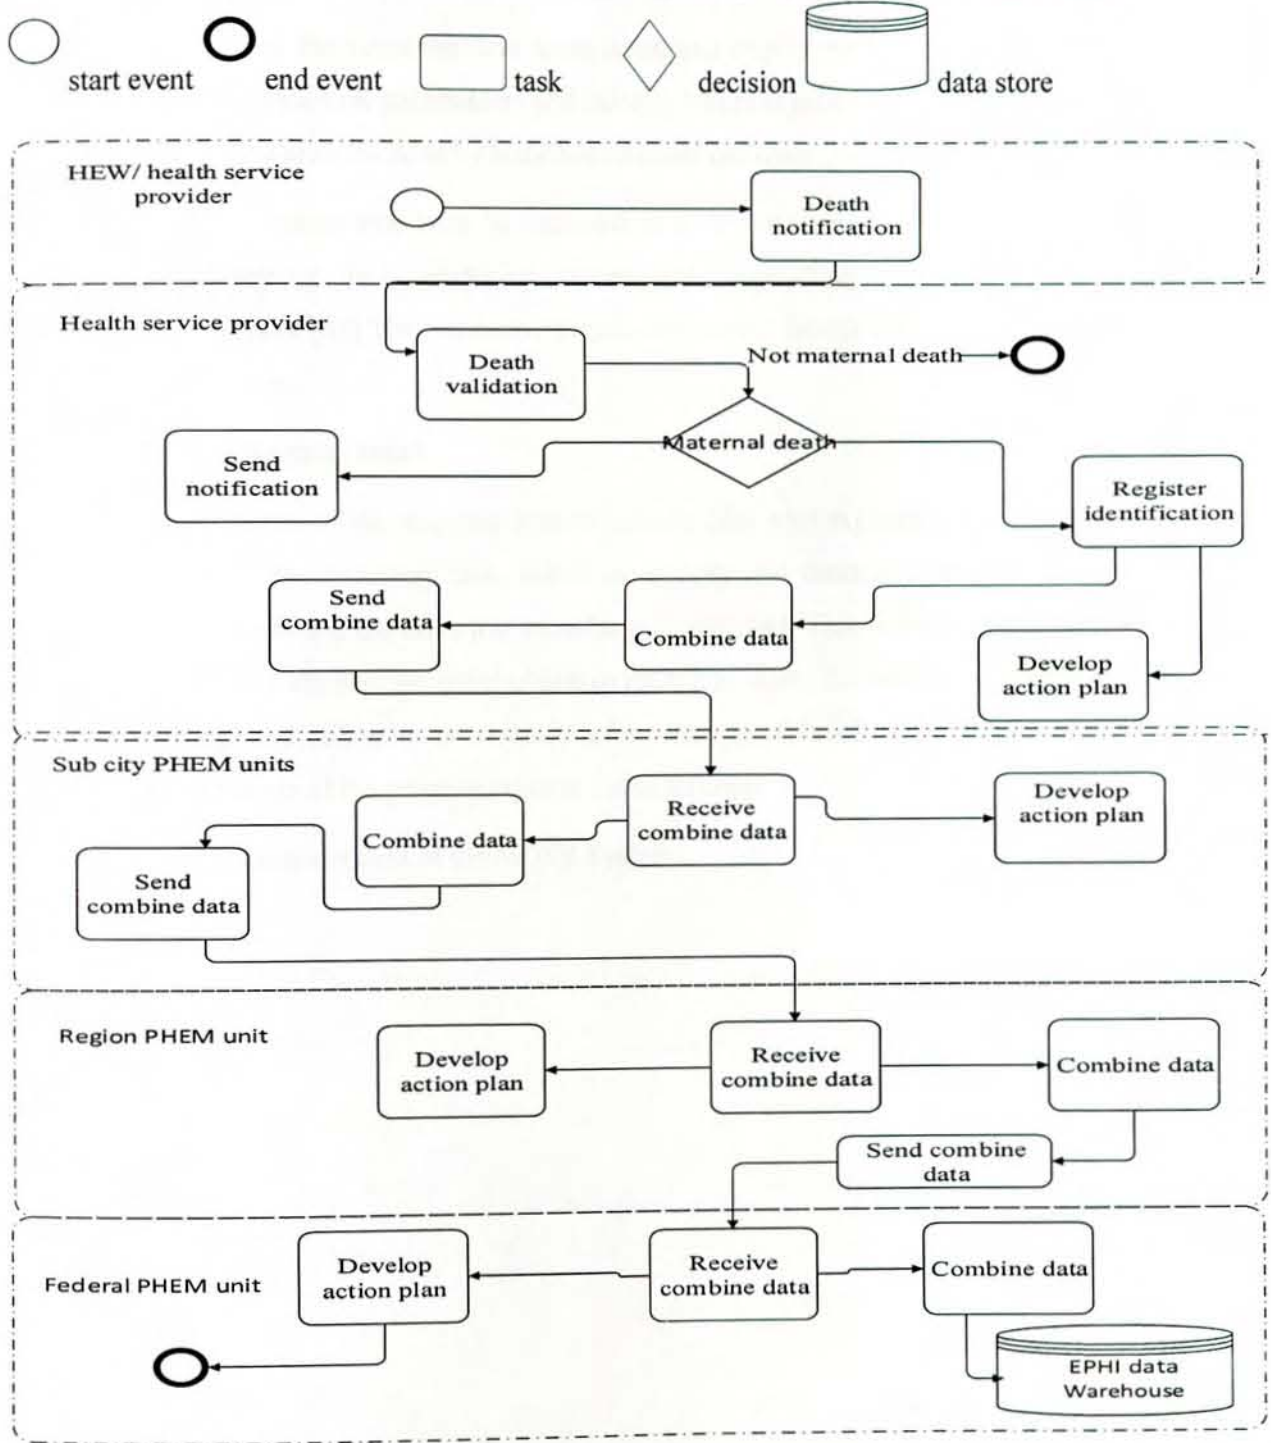 start event
end event
task
decision
data store
HEW/ health service
provider
Death
notification
Health service provider
Death
validation
Not maternal death
Maternal death
Send
notification
Register
identification
Send
combine data
Combine data
Develop
action plan
Sub city PHEM units
Receive
combine data
Develop
action plan
Combine data
Send
combine data
Region PHEM unit
Develop
action plan
Receive
combine data
Combine data
Send combine
data
Federal PHEM unit
Develop
action plan
Receive
combine data
Combine data
EPHI data
Warehouse